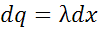 dq = λdx